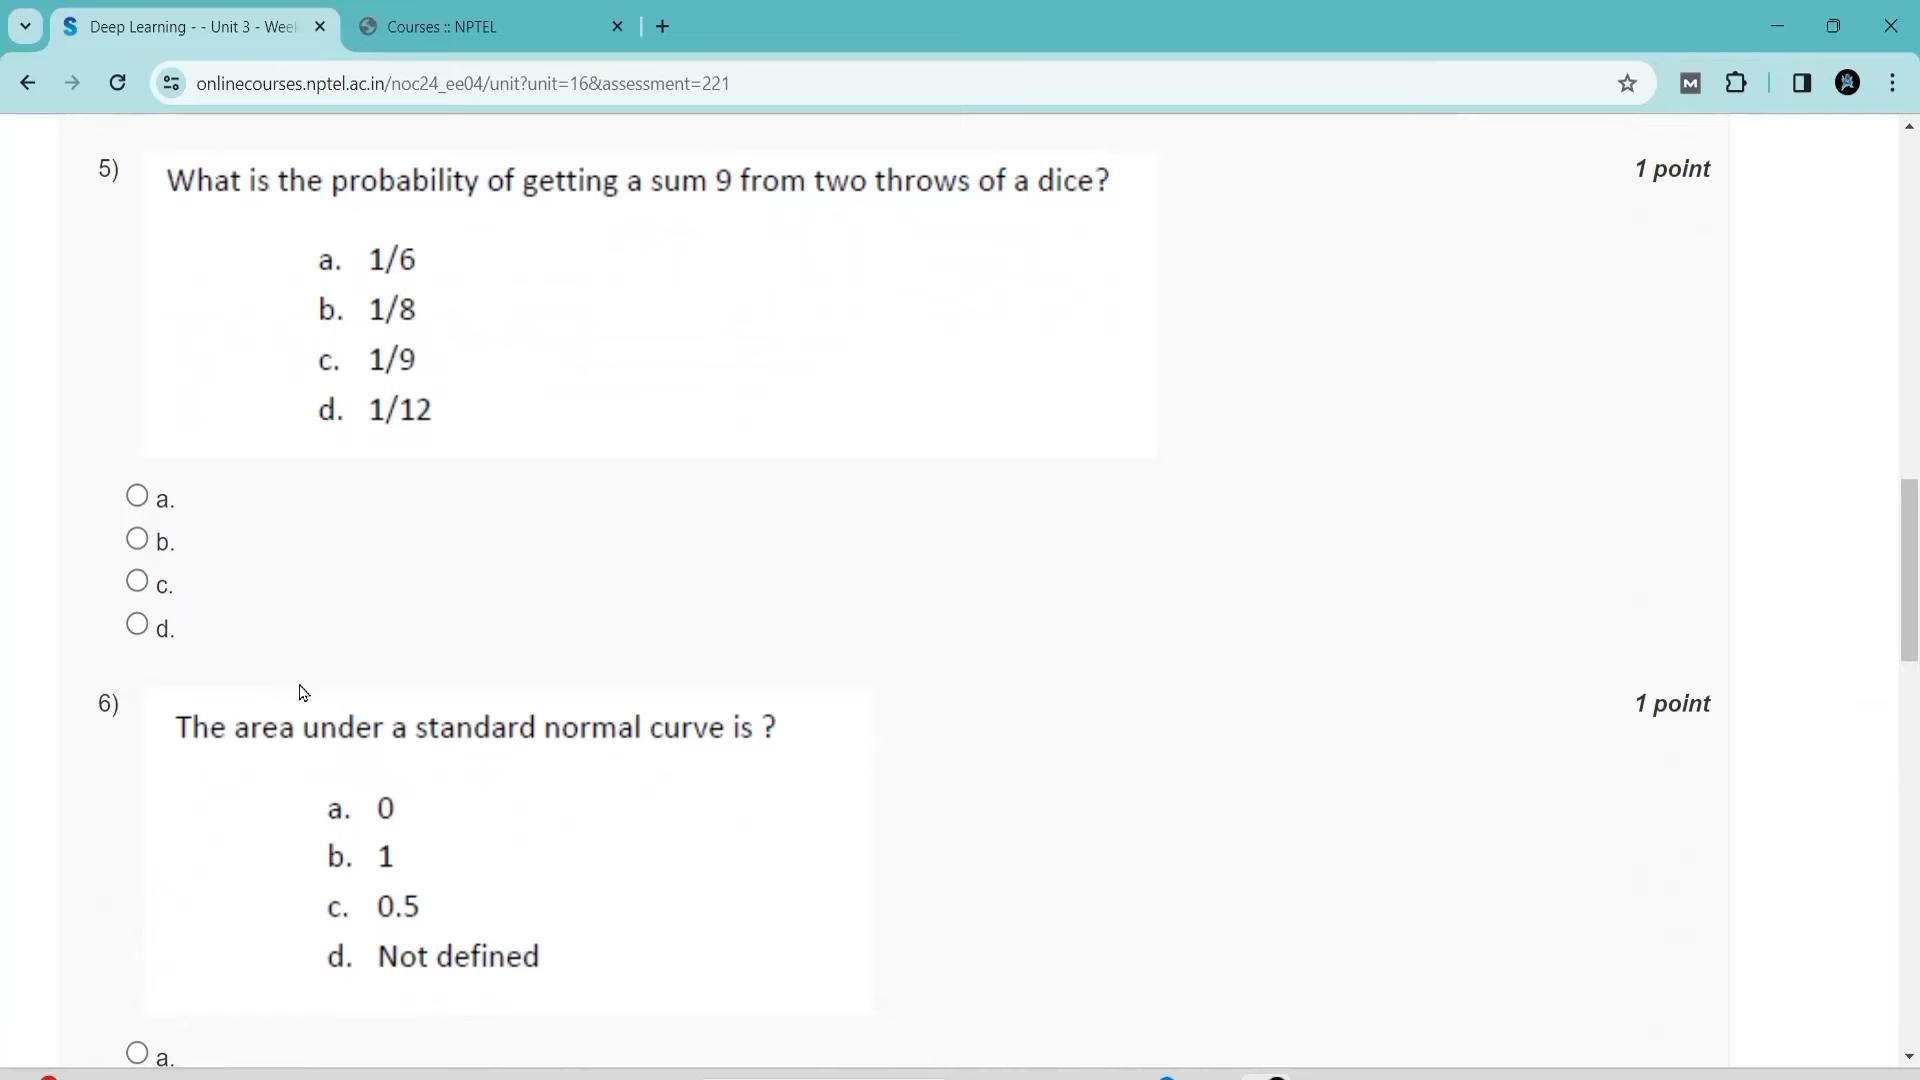 Deep Learning - - Unit 3 - Week
Courses :: NPTEL
onlinecourses.nptel.ac.in/noc24_ee04/unit?unit=16&assessment=221
M
5)
What is the probability of getting a sum 9 from two throws of a dice?
1 point
a. 1/6
b. 1/8
c. 1/9
d. 1/12
a.
b.
c.
d.
6)
The area under a standard normal curve is ?
1 point
a. 0
b. 1
c. 0.5
d. Not defined
a.